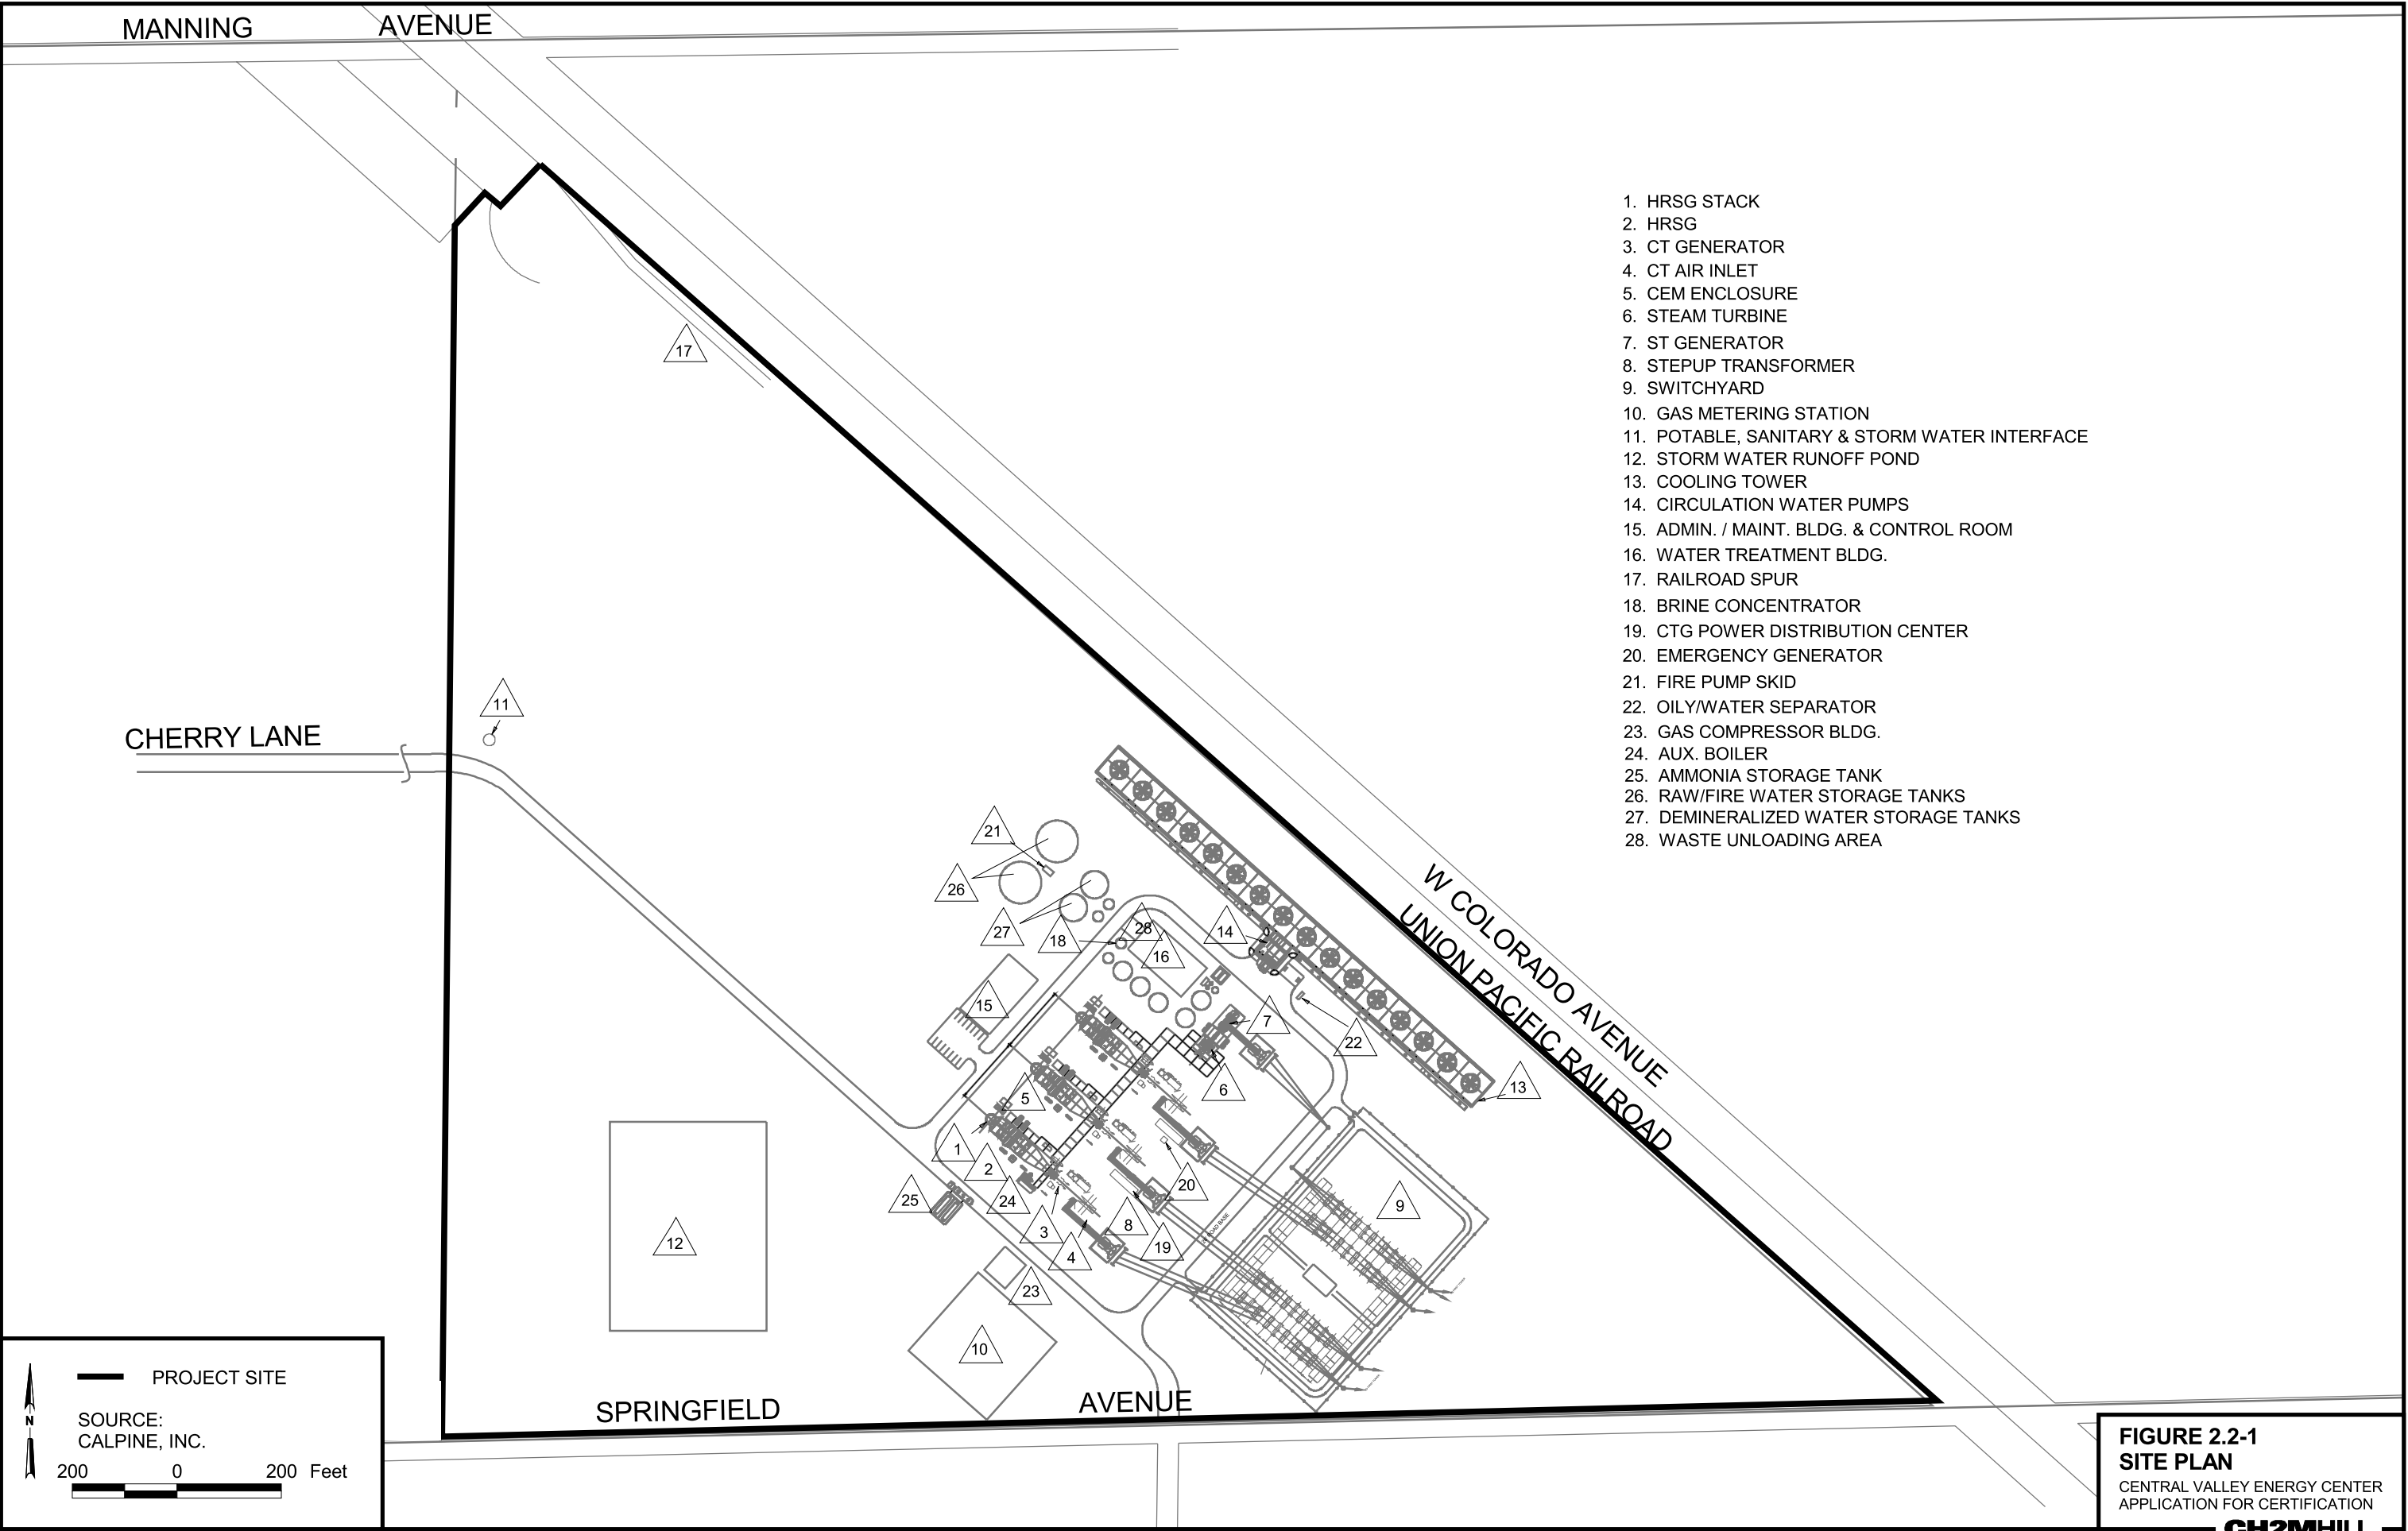 MANNING AVENUE
1. HRSG STACK
2. HRSG
3. CT GENERATOR
4. CT AIR INLET
5. CEM ENCLOSURE
6. STEAM TURBINE
7. ST GENERATOR
8. STEPUP TRANSFORMER
9. SWITCHYARD
10. GAS METERING STATION
11. POTABLE, SANITARY & STORM WATER INTERFACE
12. STORM WATER RUNOFF POND
13. COOLING TOWER
14. CIRCULATION WATER PUMPS
15. ADMIN. / MAINT. BLDG. & CONTROL ROOM
16. WATER TREATMENT BLDG.
17. RAILROAD SPUR
18. BRINE CONCENTRATOR
19. CTG POWER DISTRIBUTION CENTER
20. EMERGENCY GENERATOR
21. FIRE PUMP SKID
22. OILY/WATER SEPARATOR
23. GAS COMPRESSOR BLDG.
24. AUX. BOILER
25. AMMONIA STORAGE TANK
26. RAW/FIRE WATER STORAGE TANKS
27. DEMINERALIZED WATER STORAGE TANKS
28. WASTE UNLOADING AREA
17
11
CHERRY LANE
21
26
27
18
28
16
14
15
7
22
6
13
5
1
2
24
25
3
4
8
19
20
9
12
23
10
W COLORADO AVENUE
UNION PACIFIC RAILROAD
ROAD BASE
SPRINGFIELD AVENUE
PROJECT SITE
N
SOURCE:
CALPINE, INC.
200 0 200 Feet
FIGURE 2.2-1
SITE PLAN
CENTRAL VALLEY ENERGY CENTER
APPLICATION FOR CERTIFICATION
CH2MHILL